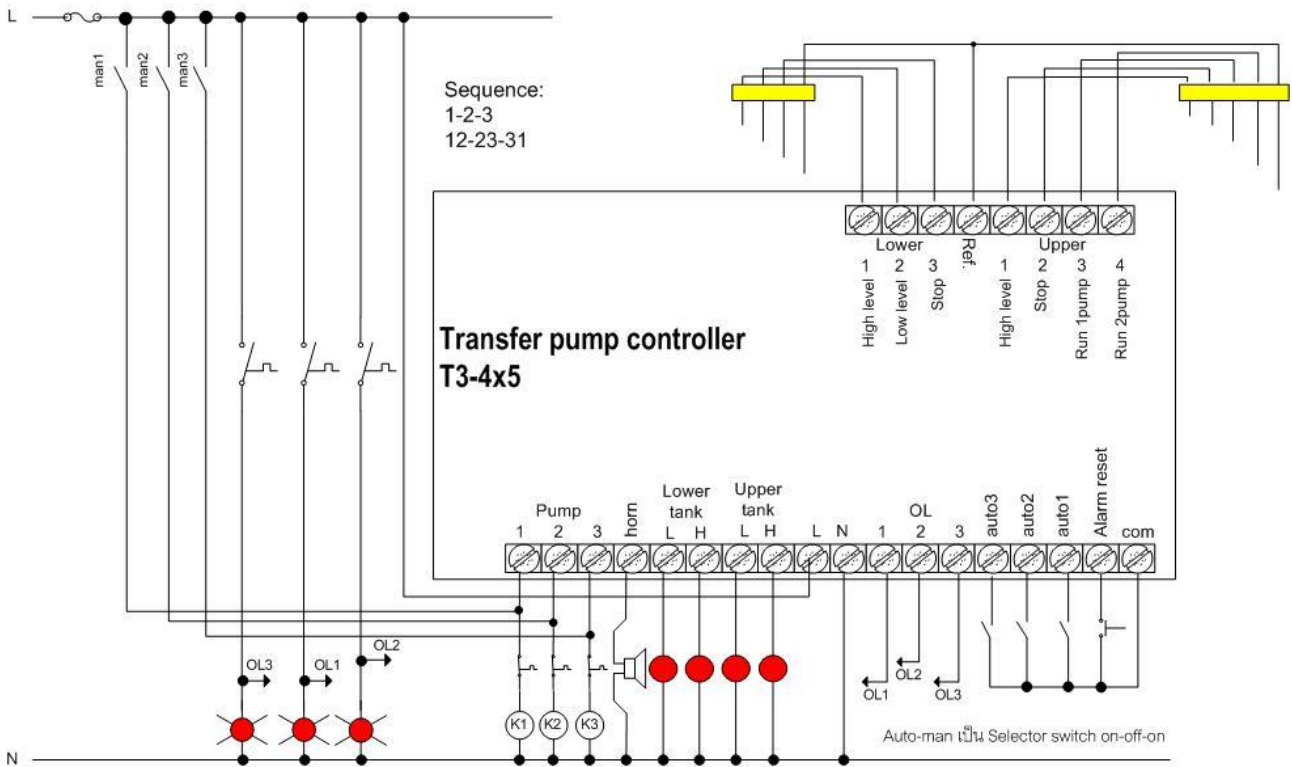 L
man1
man2
man3
Sequence:
1-2-3
12-23-31
Lower
Ref.
Upper
1 2 3 1 2 3 4
High level
Low level
Stop
High level
Stop
Run 1pump
Run 2pump
Transfer pump controller
T3-4x5
Pump
1 2 3
horn
Lower
tank
L H
Upper
tank
L H
L N
OL
1 2 3
auto3
auto2
auto1
Alarm reset
com
OL3
OL1
OL2
K1
K2
K3
OL1
OL2
OL3
Auto-man เป็น Selector switch on-off-on
N